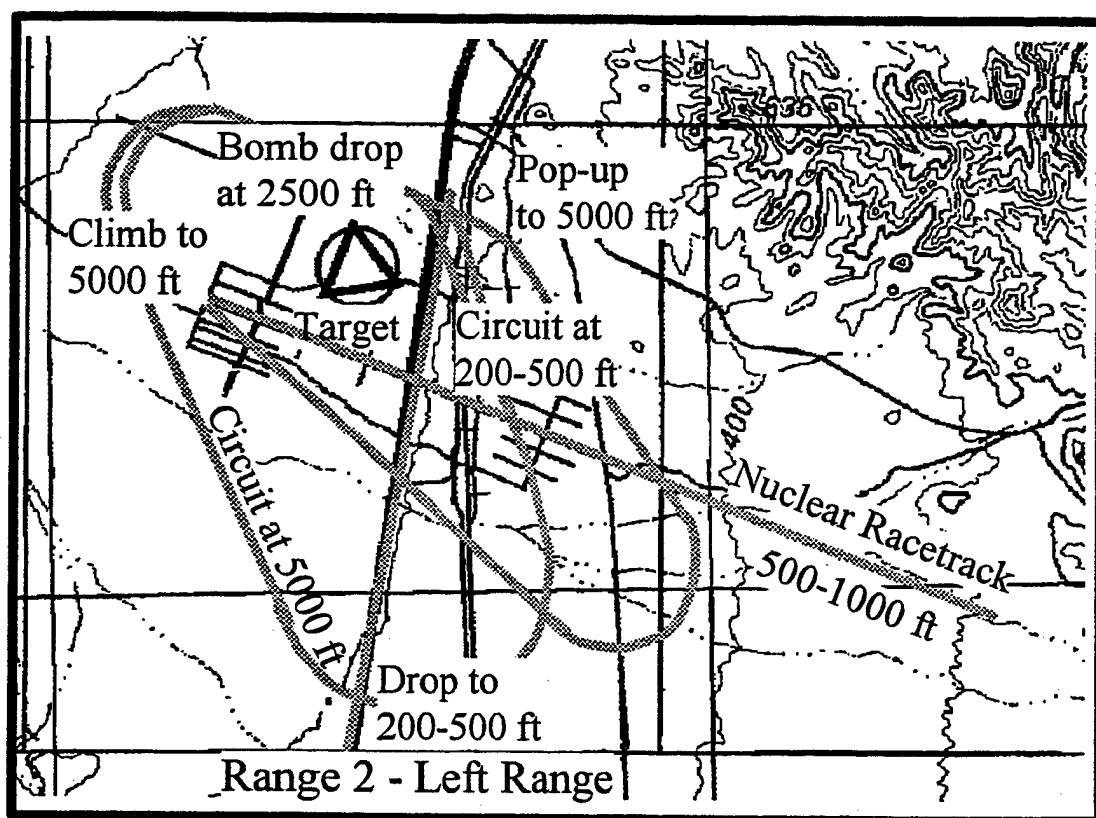 936
Bomb drop
at 2500 ft
Pop-up
to 5000 ft?
Climb to
5000 ft
Target
Circuit at
200-500 ft
400
Circuit at 5000 ft
Nuclear Racetrack
500-1000 ft
Drop to
200-500 ft
Range 2 - Left Range